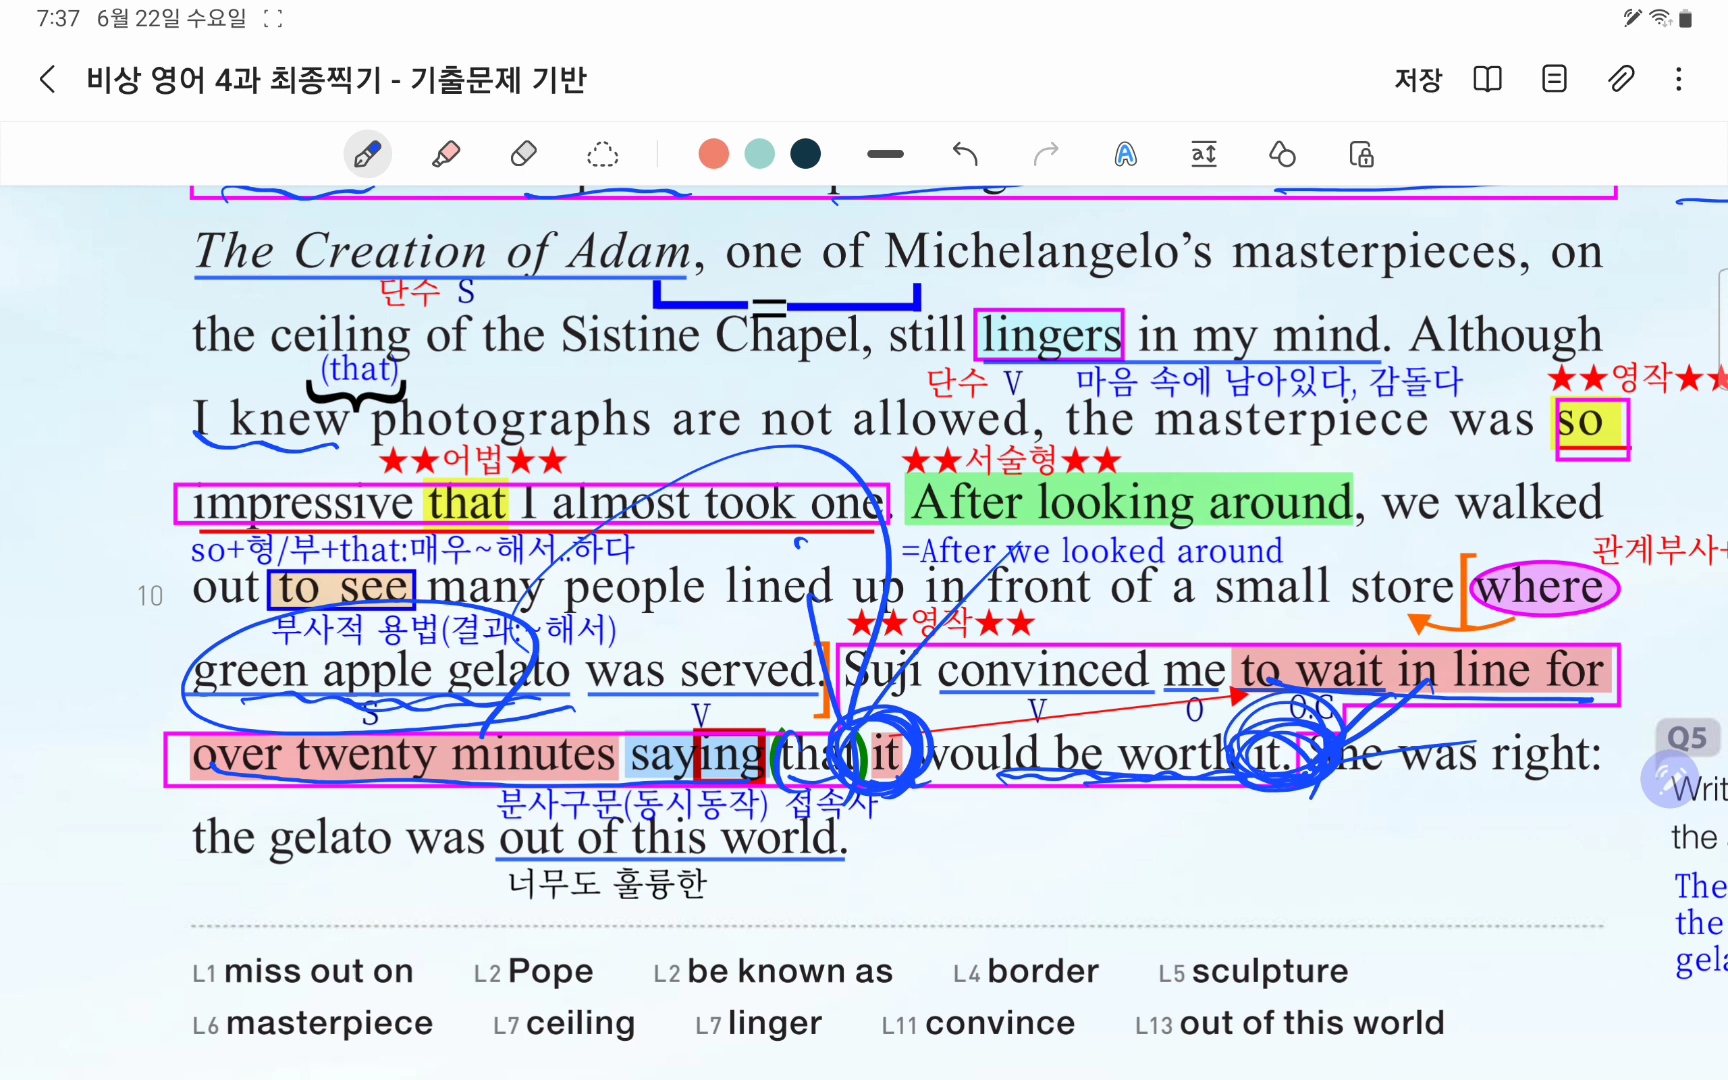 7:37 6월 22일 수요일
비상 영어 4과 최종찍기 - 기출문제 기반
저장
The Creation of Adam, one of Michelangelo's masterpieces, on
단수 S
=
the ceiling of the Sistine Chapel, still lingers in my mind. Although
(that)
단수 V 마음 속에 남아있다, 감돌다 ★★영작★★
I knew photographs are not allowed, the masterpiece was so
★★어법★★ ★★서술형★★
impressive that I almost took one. After looking around, we walked
so+형/부+that:매우~해서..하다 =After we looked around 관계부사+
10 out to see many people lined up in front of a small store where
부사적 용법(결과:~해서) ★★영작★★
green apple gelato was served. Suji convinced me to wait in line for
S V V O O.C
over twenty minutes saying that it would be worth it. She was right:
분사구문(동시동작) 접속사
the gelato was out of this world.
너무도 훌륭한
Q5
Writ
the
The
the
gela
L1 miss out on L2 Pope L2 be known as L4 border L5 sculpture
L6 masterpiece L7 ceiling L7 linger L11 convince L13 out of this world